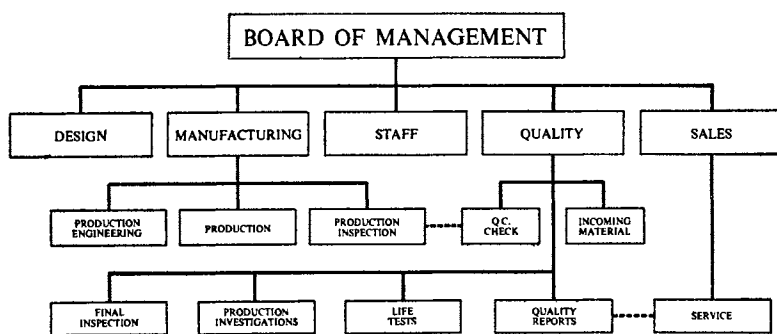 BOARD OF MANAGEMENT
DESIGN
MANUFACTURING
STAFF
QUALITY
SALES
PRODUCTION
ENGINEERING
PRODUCTION
PRODUCTION
INSPECTION
Q.C.
CHECK
INCOMING
MATERIAL
FINAL
INSPECTION
PRODUCTION
INVESTIGATIONS
LIFE
TESTS
QUALITY
REPORTS
SERVICE